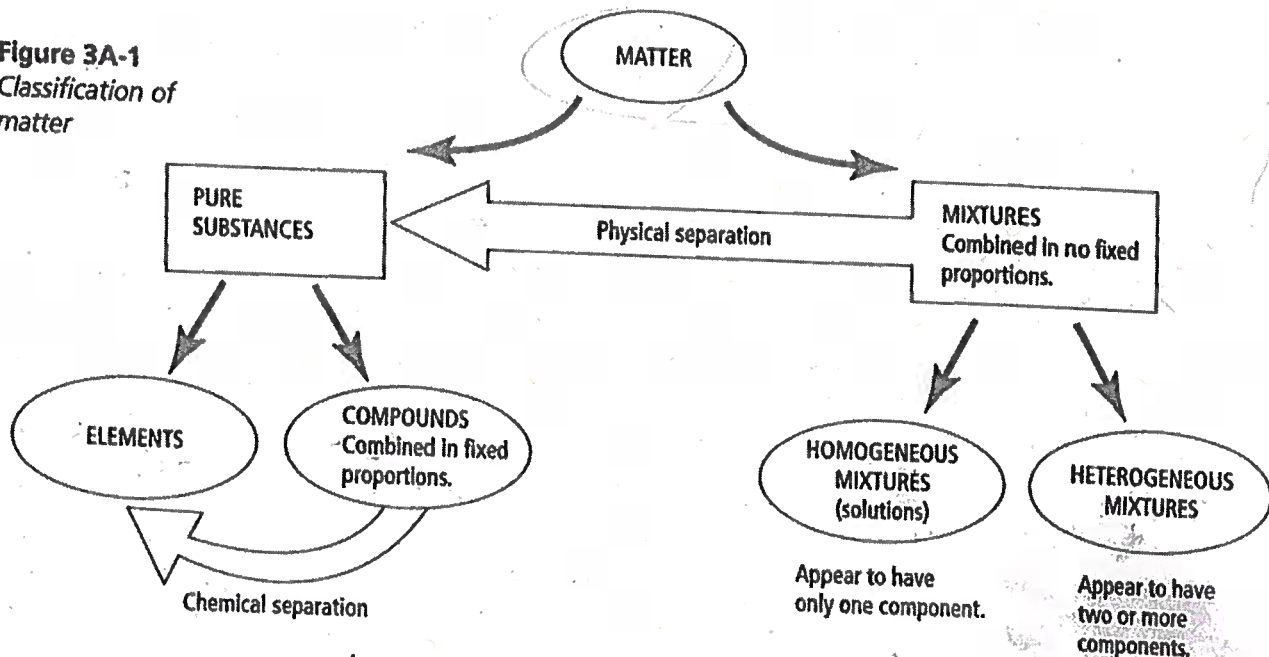 Figure 3A-1
Classification of
matter
MATTER
PURE
SUBSTANCES
Physical separation
MIXTURES
Combined in no fixed
proportions.
ELEMENTS
COMPOUNDS
Combined in fixed
proportions.
Chemical separation
HOMOGENEOUS
MIXTURES
(solutions)
Appear to have
only one component.
HETEROGENEOUS
MIXTURES
Appear to have
two or more
components.